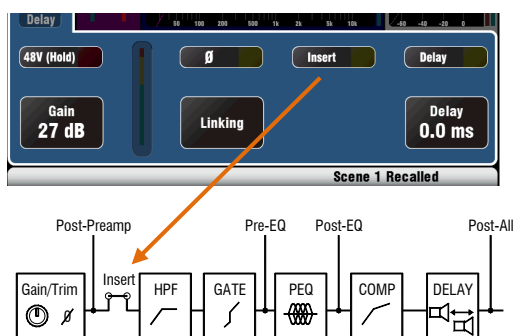 Delay
50 100 200 500 1k 2k 5k 10k
-60 -40 -20 0
48V (Hold) Ø Insert Delay
Gain
27 dB
Linking
Delay
0.0 ms
Scene 1 Recalled
Post-Preamp Pre-EQ Post-EQ Post-All
Gain/Trim Insert HPF GATE PEQ COMP DELAY
Ø